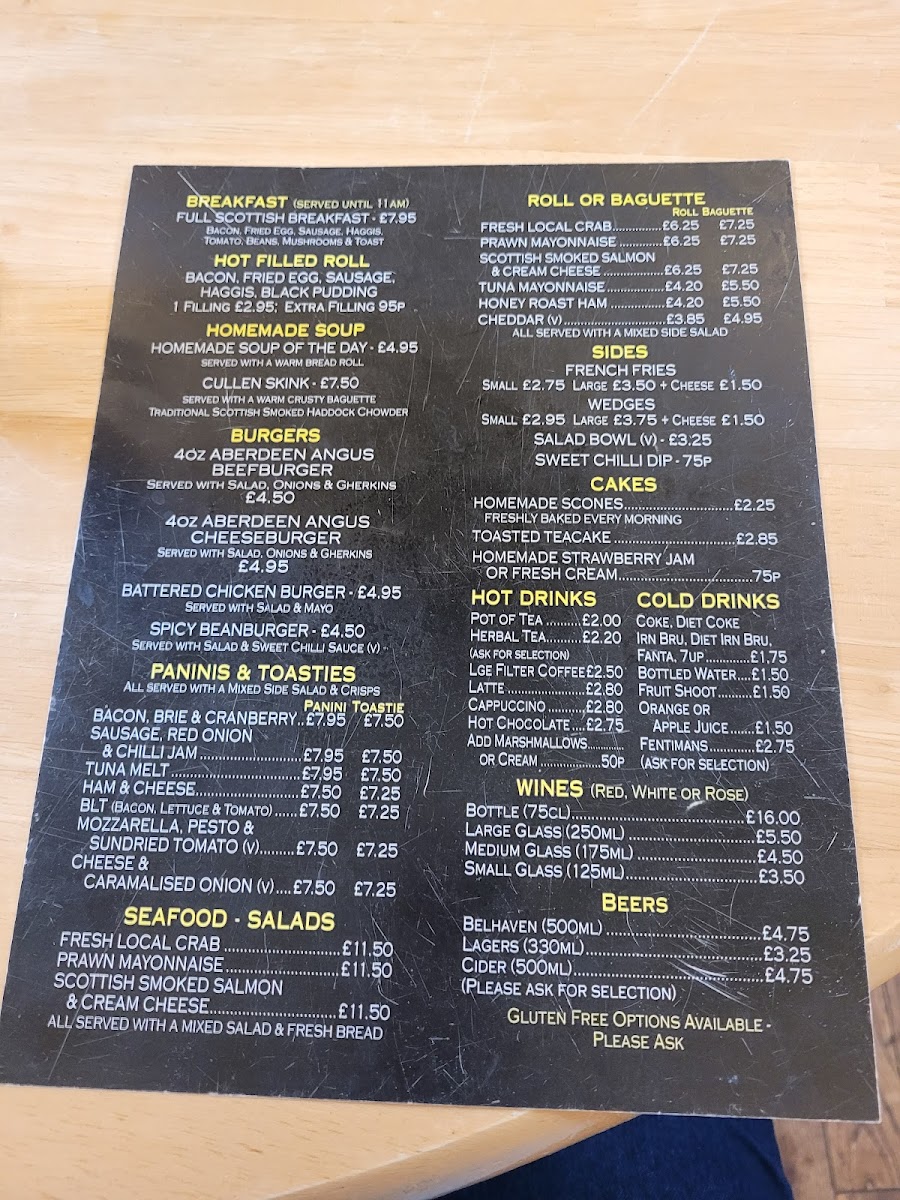 BREAKFAST (SERVED UNTIL 11AM)
FULL SCOTTISH BREAKFAST - £7.95
BACON, FRIED EGG, SAUSAGE, HAGGIS,
TOMATO, BEANS, MUSHROOMS & TOAST
HOT FILLED ROLL
BACON, FRIED EGG, SAUSAGE,
HAGGIS, BLACK PUDDING
1 FILLING £2.95; EXTRA FILLING 95P
HOMEMADE SOUP
HOMEMADE SOUP OF THE DAY - £4.95
SERVED WITH A WARM BREAD ROLL
CULLEN SKINK - £7.50
SERVED WITH A WARM CRUSTY BAGUETTE
TRADITIONAL SCOTTISH SMOKED HADDOCK CHOWDER
BURGERS
4OZ ABERDEEN ANGUS
BEEFBURGER
SERVED WITH SALAD, ONIONS & GHERKINS
£4.50
4OZ ABERDEEN ANGUS
CHEESEBURGER
SERVED WITH SALAD, ONIONS & GHERKINS
£4.95
BATTERED CHICKEN BURGER - £4.95
SERVED WITH SALAD & MAYO
SPICY BEANBURGER - £4.50
SERVED WITH SALAD & SWEET CHILLI SAUCE (V)
PANINIS & TOASTIES
ALL SERVED WITH A MIXED SIDE SALAD & CRISPS
PANINI TOASTIE
BACON, BRIE & CRANBERRY..£7.95 £7.50
SAUSAGE, RED ONION
& CHILLI JAM........................£7.95 £7.50
TUNA MELT........................£7.95 £7.50
HAM & CHEESE...................£7.50 £7.25
BLT (BACON, LETTUCE & TOMATO)......£7.50 £7.25
MOZZARELLA, PESTO &
SUNDRIED TOMATO (V).......£7.50 £7.25
CHEESE &
CARAMALISED ONION (V)....£7.50 £7.25
SEAFOOD - SALADS
FRESH LOCAL CRAB........................£11.50
PRAWN MAYONNAISE.......................£11.50
SCOTTISH SMOKED SALMON
& CREAM CHEESE........................£11.50
ALL SERVED WITH A MIXED SALAD & FRESH BREAD
ROLL OR BAGUETTE
ROLL BAGUETTE
FRESH LOCAL CRAB............£6.25 £7.25
PRAWN MAYONNAISE...........£6.25 £7.25
SCOTTISH SMOKED SALMON
& CREAM CHEESE...............£6.25 £7.25
TUNA MAYONNAISE..............£4.20 £5.50
HONEY ROAST HAM.............£4.20 £5.50
CHEDDAR (V).......................£3.85 £4.95
ALL SERVED WITH A MIXED SIDE SALAD
SIDES
FRENCH FRIES
SMALL £2.75 LARGE £3.50 + CHEESE £1.50
WEDGES
SMALL £2.95 LARGE £3.75 + CHEESE £1.50
SALAD BOWL (V) - £3.25
SWEET CHILLI DIP - 75P
CAKES
HOMEMADE SCONES........................£2.25
FRESHLY BAKED EVERY MORNING
TOASTED TEACAKE.............................£2.85
HOMEMADE STRAWBERRY JAM
OR FRESH CREAM..............................75P
HOT DRINKS
POT OF TEA.........£2.00
HERBAL TEA.........£2.20
(ASK FOR SELECTION)
LGE FILTER COFFEE£2.50
LATTE...................£2.80
CAPPUCCINO.........£2.80
HOT CHOCOLATE....£2.75
ADD MARSHMALLOWS.............
OR CREAM...............50P
COLD DRINKS
COKE, DIET COKE
IRN BRU, DIET IRN BRU,
FANTA, 7UP............£1.75
BOTTLED WATER...£1.50
FRUIT SHOOT........£1.50
ORANGE OR
APPLE JUICE......£1.50
FENTIMANS...........£2.75
(ASK FOR SELECTION)
WINES (RED, WHITE OR ROSE)
BOTTLE (75CL)..................................£16.00
LARGE GLASS (250ML)..........................£5.50
MEDIUM GLASS (175ML)........................£4.50
SMALL GLASS (125ML)..........................£3.50
BEERS
BELHAVEN (500ML)..............................£4.75
LAGERS (330ML).................................£3.25
CIDER (500ML)...................................£4.75
(PLEASE ASK FOR SELECTION)
GLUTEN FREE OPTIONS AVAILABLE -
PLEASE ASK